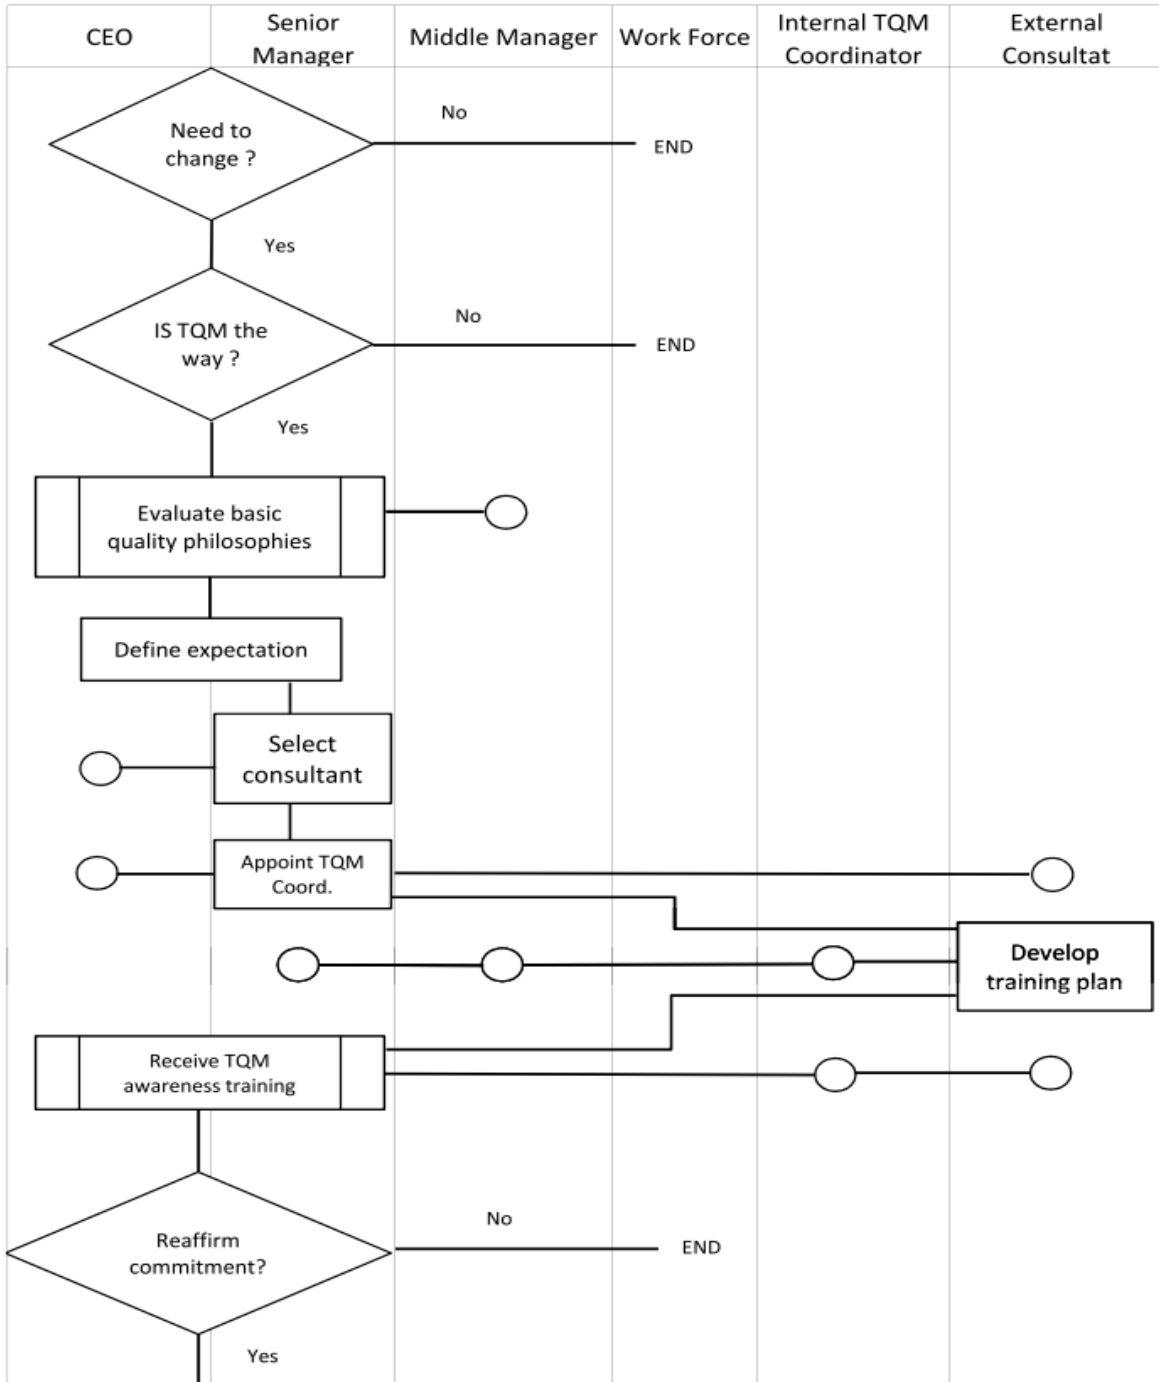 CEO
Senior
Manager
Middle Manager
Work Force
Internal TQM
Coordinator
External
Consultat
Need to
change ?
No
END
Yes
IS TQM the
way ?
No
END
Yes
Evaluate basic
quality philosophies
Define expectation
Select
consultant
Appoint TQM
Coord.
Develop
training plan
Receive TQM
awareness training
Reaffirm
commitment?
No
END
Yes